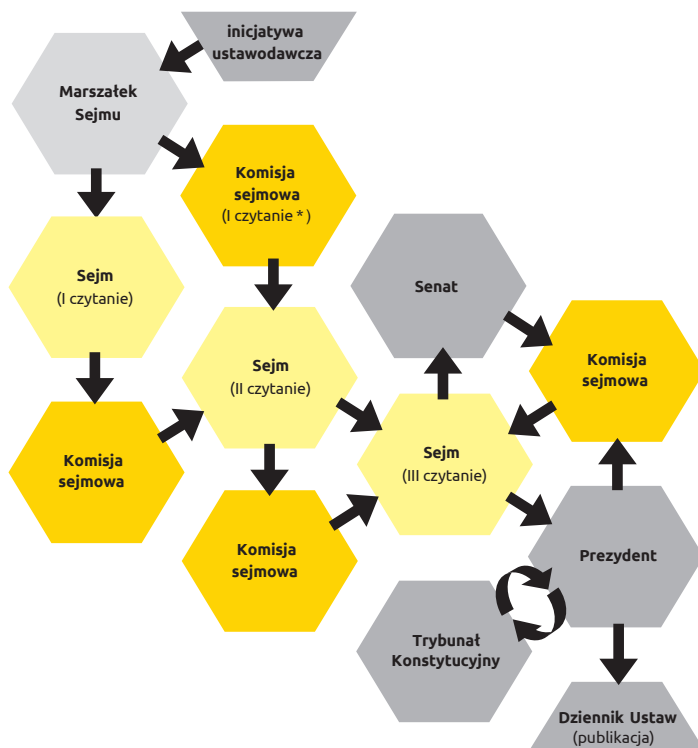 inicjatywa
ustawodawcza
Marszałek
Sejmu
Komisja
sejmowa
(I czytanie * )
Sejm
(I czytanie)
Senat
Sejm
(II czytanie)
Komisja
sejmowa
Komisja
sejmowa
Sejm
(III czytanie)
Komisja
sejmowa
Prezydent
Trybunał
Konstytucyjny
Dziennik Ustaw
(publikacja)